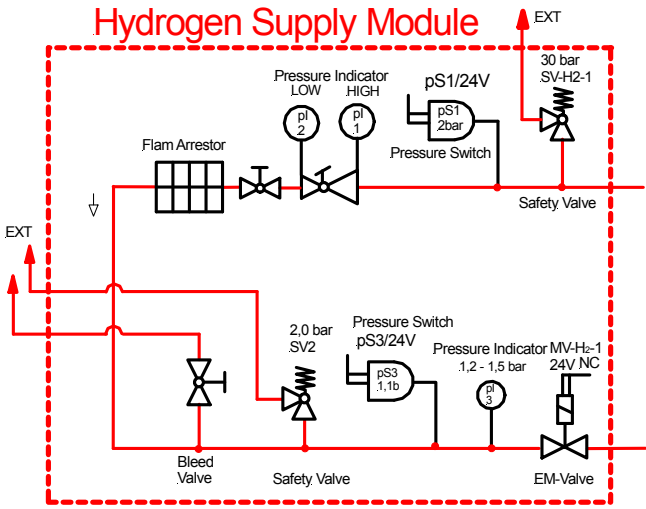 Hydrogen Supply Module
EXT
30 bar
SV-H2-1
Pressure Indicator
LOW
HIGH
pS1/24V
pI
2
pI
1
pS1
2bar
Flam Arrestor
Pressure Switch
Safety Valve
EXT
2,0 bar
SV2
Pressure Switch
pS3/24V
Pressure Indicator
1,2 - 1,5 bar
MV-H2-1
24V NC
pS3
1,1b
pI
3
Bleed
Valve
Safety Valve
EM-Valve